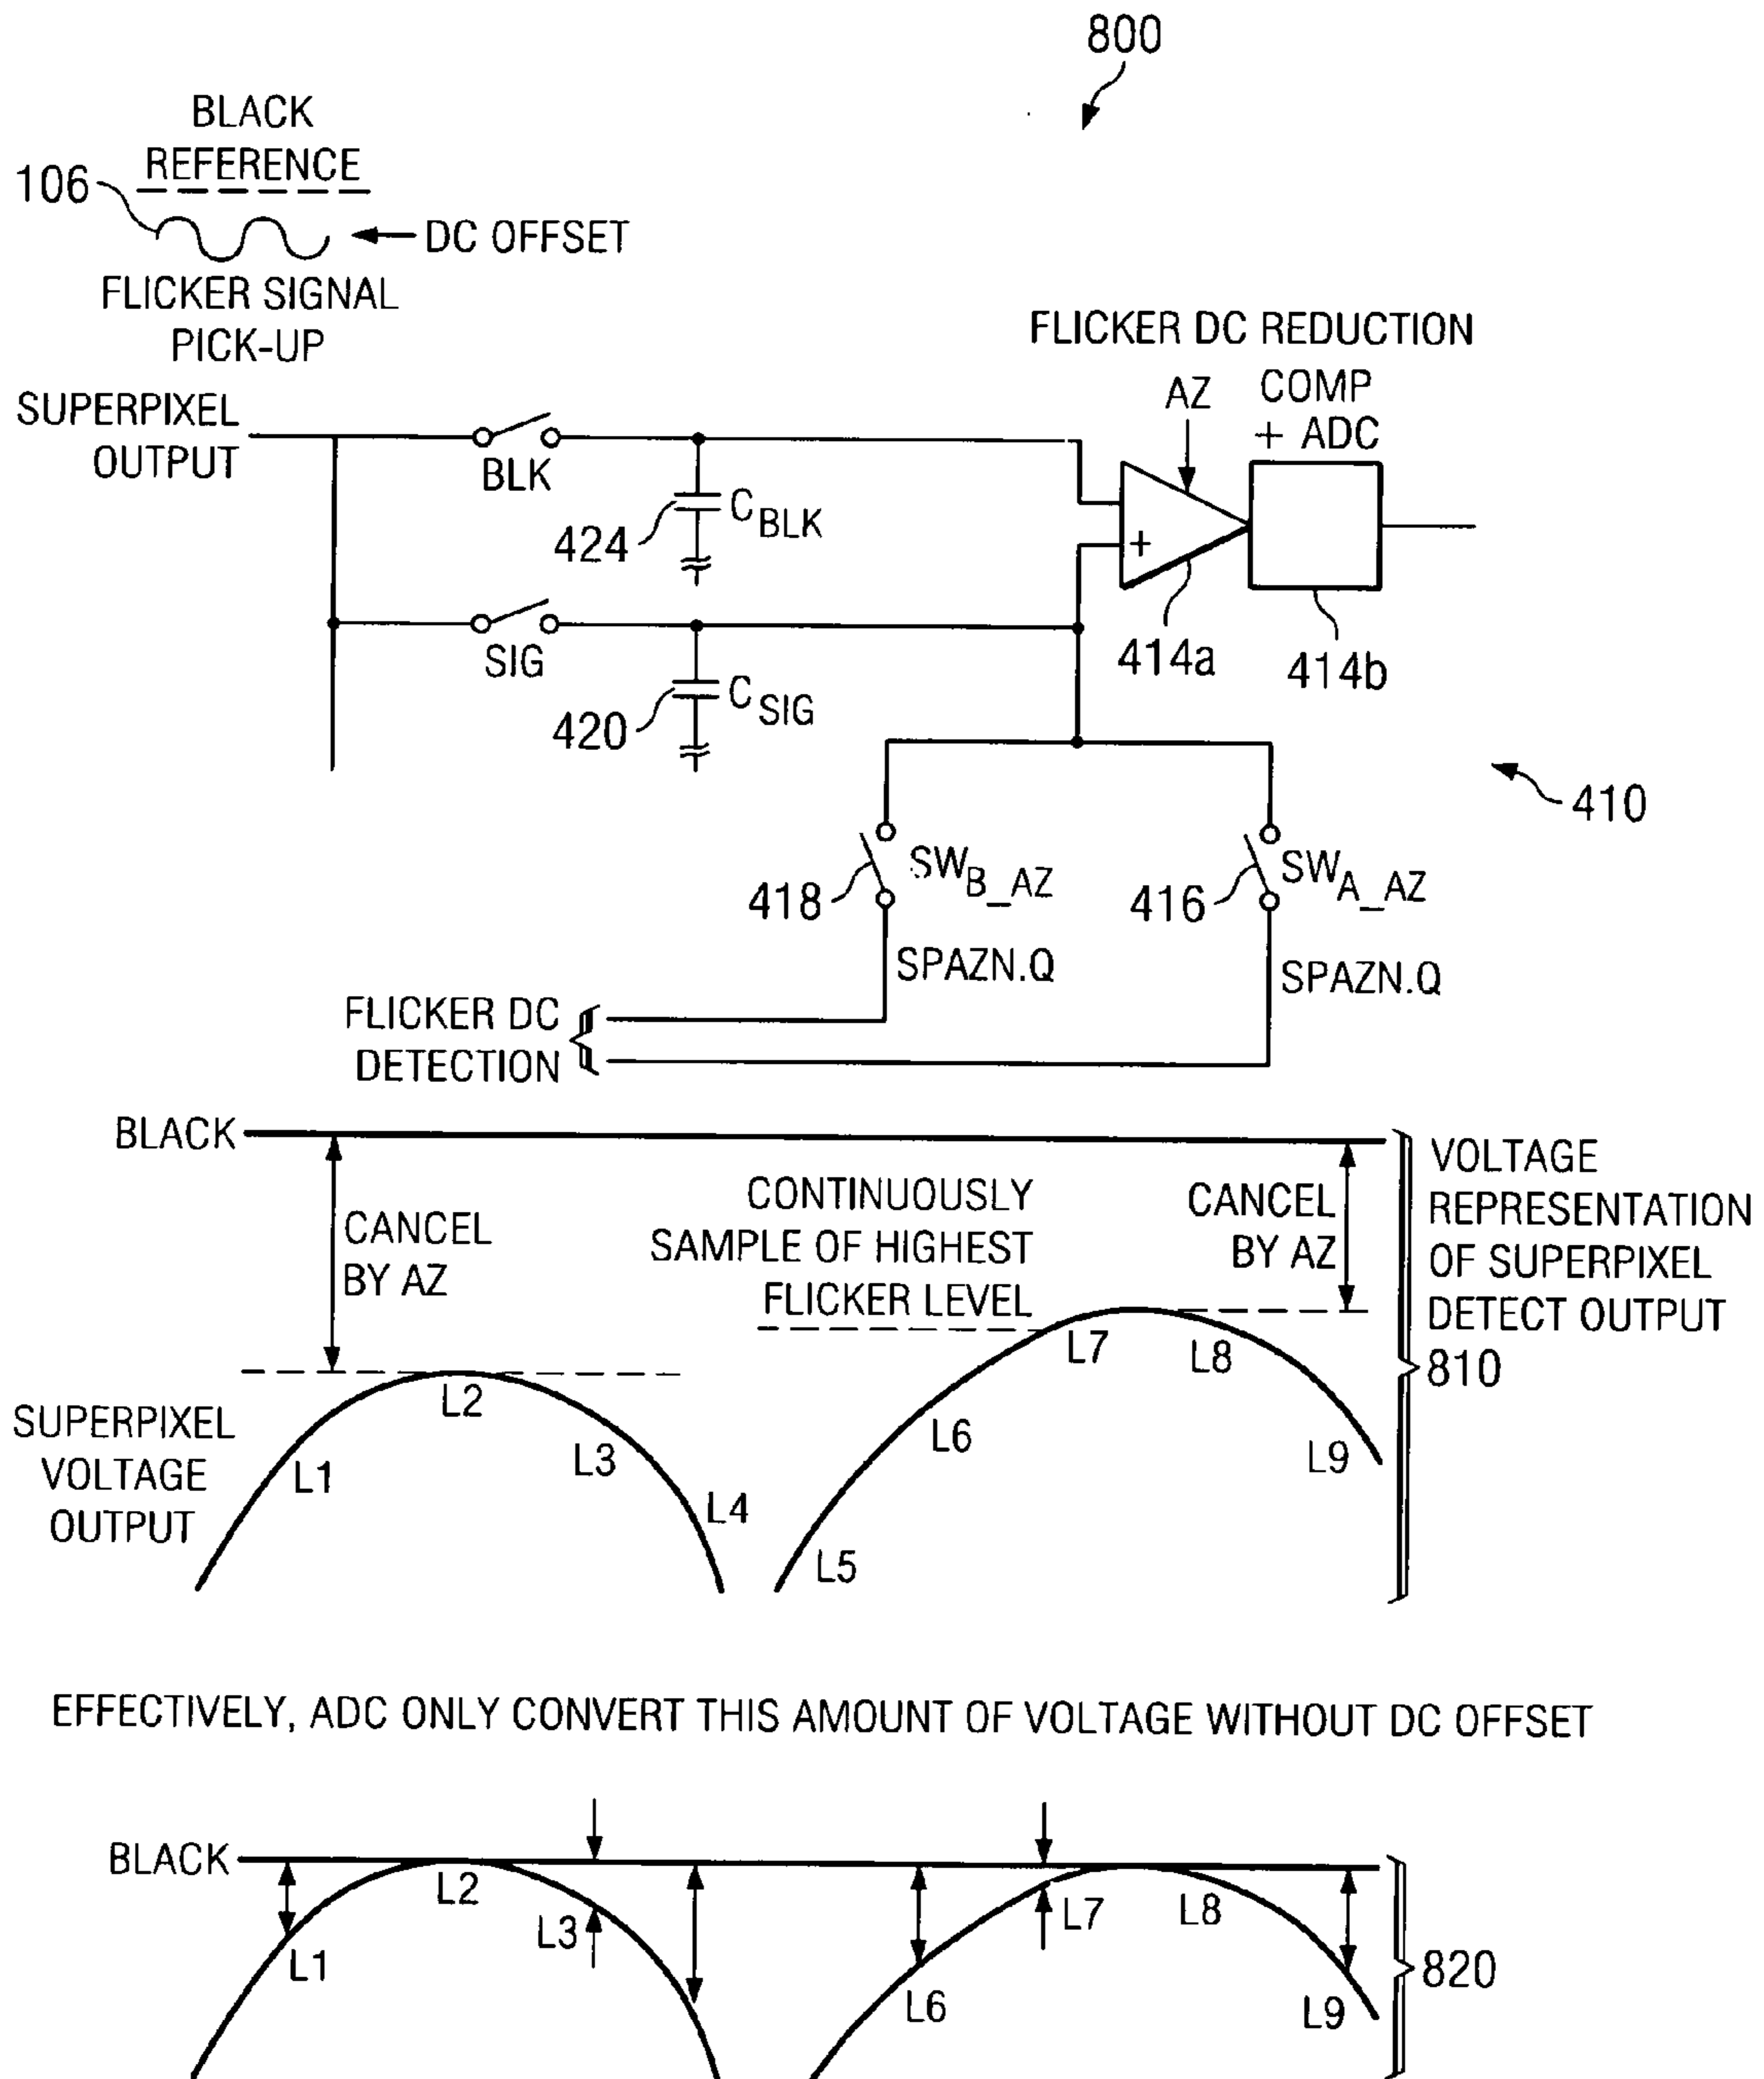 800
BLACK
REFERENCE
106
DC OFFSET
FLICKER SIGNAL
PICK-UP
FLICKER DC REDUCTION
SUPERPIXEL
OUTPUT
BLK
AZ
COMP
+ ADC
424
C BLK
+
SIG
414a
414b
420
C SIG
410
418
SW B_AZ
416
SW A_AZ
SPAZN.Q
SPAZN.Q
FLICKER DC
DETECTION
BLACK
CANCEL
BY AZ
CONTINUOUSLY
SAMPLE OF HIGHEST
FLICKER LEVEL
CANCEL
BY AZ
VOLTAGE
REPRESENTATION
OF SUPERPIXEL
DETECT OUTPUT
810
SUPERPIXEL
VOLTAGE
OUTPUT
L1
L2
L3
L4
L5
L6
L7
L8
L9
EFFECTIVELY, ADC ONLY CONVERT THIS AMOUNT OF VOLTAGE WITHOUT DC OFFSET
BLACK
L1
L2
L3
L6
L7
L8
L9
820